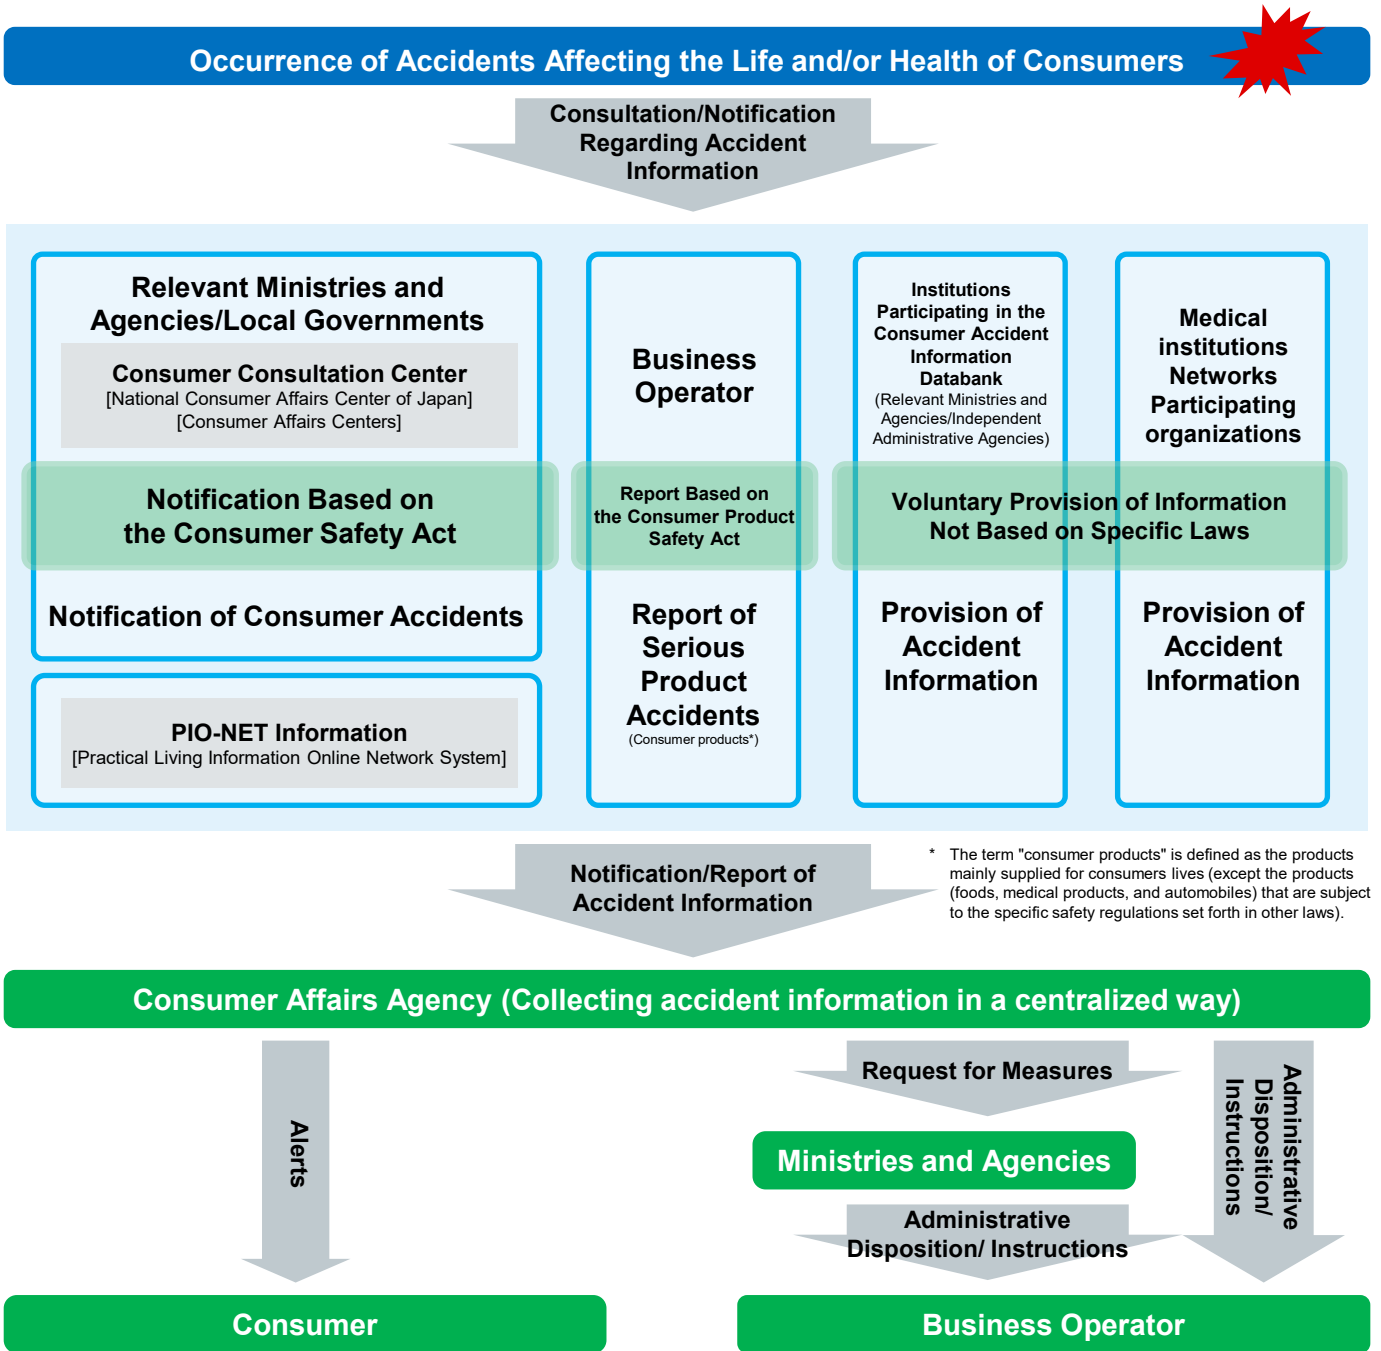 Occurrence of Accidents Affecting the Life and/or Health of Consumers
Consultation/Notification
Regarding Accident
Information
Relevant Ministries and
Agencies/Local Governments
Consumer Consultation Center
[National Consumer Affairs Center of Japan]
[Consumer Affairs Centers]
Notification Based on
the Consumer Safety Act
Notification of Consumer Accidents
PIO-NET Information
[Practical Living Information Online Network System]
Business
Operator
Report Based on
the Consumer Product
Safety Act
Report of
Serious
Product
Accidents
(Consumer products*)
Institutions
Participating in the
Consumer Accident
Information
Databank
(Relevant Ministries and
Agencies/Independent
Administrative Agencies)
Medical
institutions
Networks
Participating
organizations
Voluntary Provision of Information
Not Based on Specific Laws
Provision of
Accident
Information
Provision of
Accident
Information
Notification/Report of
Accident Information
* The term "consumer products" is defined as the products
mainly supplied for consumers lives (except the products
(foods, medical products, and automobiles) that are subject
to the specific safety regulations set forth in other laws).
Consumer Affairs Agency (Collecting accident information in a centralized way)
Alerts
Request for Measures
Ministries and Agencies
Administrative
Disposition/ Instructions
Administrative
Disposition/
Instructions
Consumer
Business Operator